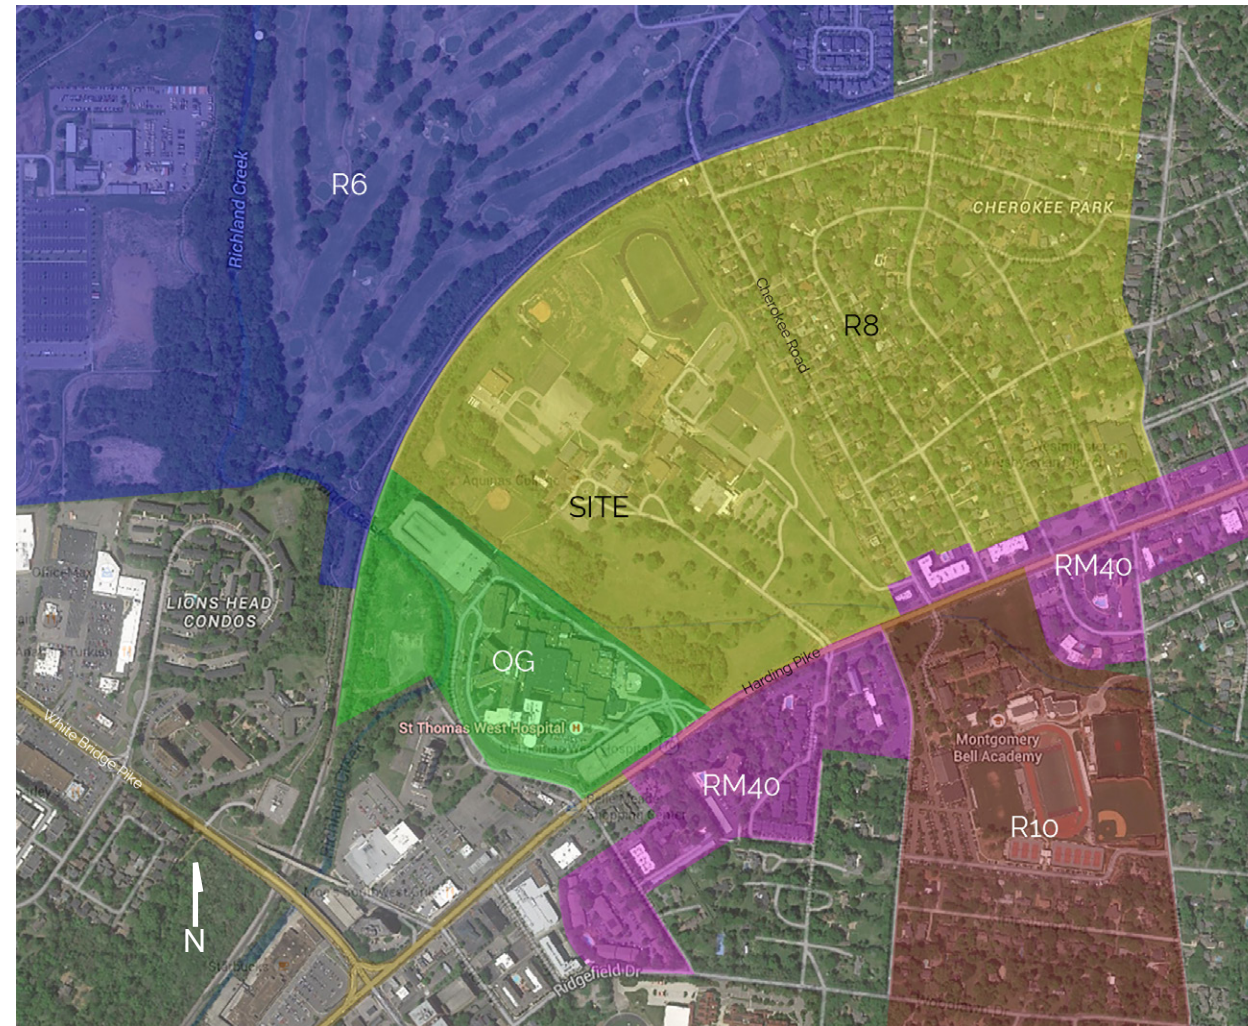 R6
Richland Creek
CHEROKEE PARK
Cherokee Road
R8
SITE
OfficeMax
LIONS HEAD
CONDOS
RM40
OG
Harding Pike
St Thomas West Hospital H
White Bridge Pike
Montgomery
Bell Academy
RM40
R10
N
Ridgefield Dr